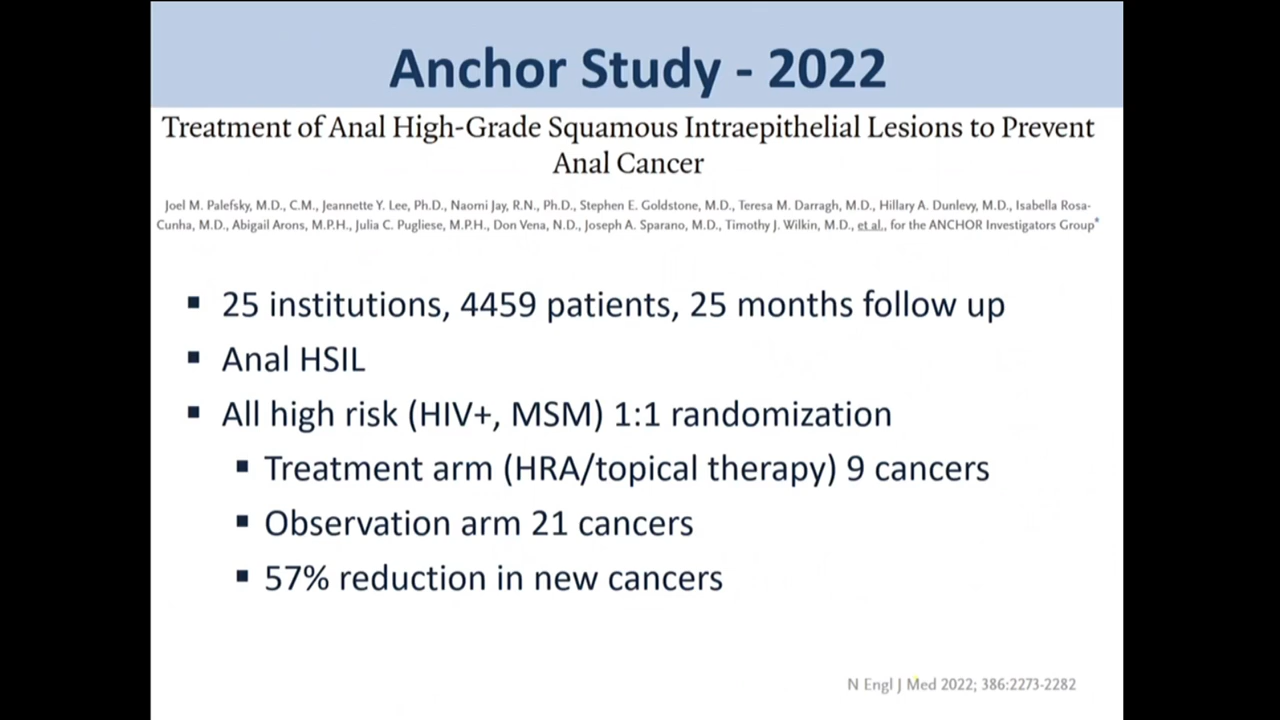 Anchor Study - 2022
Treatment of Anal High-Grade Squamous Intraepithelial Lesions to Prevent
Anal Cancer
Joel M. Palefsky, M.D., C.M., Jeannette Y. Lee, Ph.D., Naomi Jay, R.N., Ph.D., Stephen E. Goldstone, M.D., Teresa M. Darragh, M.D., Hillary A. Dunlevy, M.D., Isabella Rosa-
Cunha, M.D., Abigail Arons, M.P.H., Julia C. Pugliese, M.P.H., Don Vena, N.D., Joseph A. Sparano, M.D., Timothy J. Wilkin, M.D., et al., for the ANCHOR Investigators Group*
▪ 25 institutions, 4459 patients, 25 months follow up
▪ Anal HSIL
▪ All high risk (HIV+, MSM) 1:1 randomization
▪ Treatment arm (HRA/topical therapy) 9 cancers
▪ Observation arm 21 cancers
▪ 57% reduction in new cancers
N Engl J Med 2022; 386:2273-2282